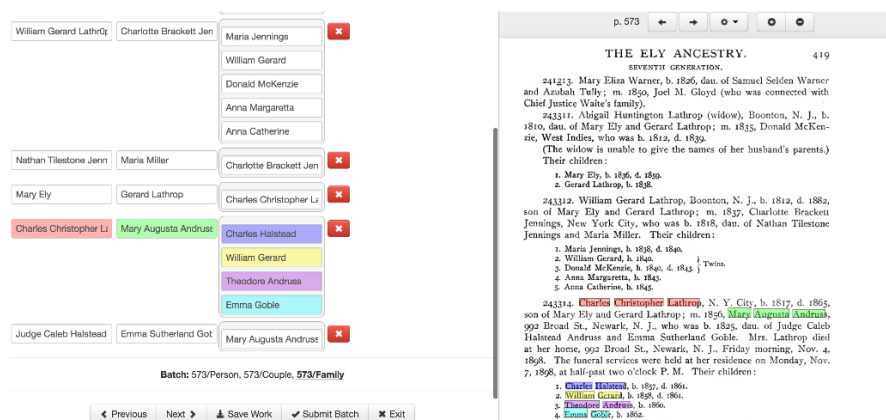 William Gerard Lathr0p
Charlotte Brackett Jen
Maria Jennings
William Gerard
Donald McKenzie
Anna Margaretta
Anna Catherine
Nathan Tilestone Jenn
Maria Miller
Charlotte Brackett Jen
Mary Ely
Gerard Lathrop
Charles Christopher La
Charles Christopher La
Mary Augusta Andruss
Charles Halstead
William Gerard
Theodore Andruss
Emma Goble
Judge Caleb Halstead
Emma Sutherland Gob
Mary Augusta Andruss
Batch: 573/Person, 573/Couple, 573/Family
Previous Next Save Work Submit Batch Exit
p. 573
THE ELY ANCESTRY. 419
SEVENTH GENERATION.
241213. Mary Eliza Warner, b. 1826, dau. of Samuel Selden Warner
and Azubah Tully; m. 1850, Joel M. Gloyd (who was connected with
Chief Justice Waite's family).
243311. Abigail Huntington Lathrop (widow), Boonton, N. J., b.
1810, dau. of Mary Ely and Gerard Lathrop; m. 1835, Donald McKen-
zie, West Indies, who was b. 1812, d. 1839.
(The widow is unable to give the names of her husband's parents.)
Their children:
1. Mary Ely, b. 1836, d. 1859.
2. Gerard Lathrop, b. 1838.
243312. William Gerard Lathrop, Boonton, N. J., b. 1812, d. 1882,
son of Mary Ely and Gerard Lathrop; m. 1837, Charlotte Brackett
Jennings, New York City, who was b. 1818, dau. of Nathan Tilestone
Jennings and Maria Miller. Their children:
1. Maria Jennings, b. 1838, d. 1840.
2. William Gerard, b. 1840.
3. Donald McKenzie, b. 1840, d. 1843. } Twins.
4. Anna Margaretta, b. 1843.
5. Anna Catherine, b. 1845.
243314. Charles Christopher Lathrop, N. Y. City, b. 1817, d. 1865,
son of Mary Ely and Gerard Lathrop; m. 1856, Mary Augusta Andruss,
992 Broad St., Newark, N. J., who was b. 1825, dau. of Judge Caleb
Halstead Andruss and Emma Sutherland Goble. Mrs. Lathrop died
at her home, 992 Broad St., Newark, N. J., Friday morning, Nov. 4,
1898. The funeral services were held at her residence on Monday, Nov.
7, 1898, at half-past two o'clock P. M. Their children:
1. Charles Halstead, b. 1857, d. 1861.
2. William Gerard, b. 1858, d. 1861.
3. Theodore Andruss, b. 1860.
4. Emma Goble, b. 1862.